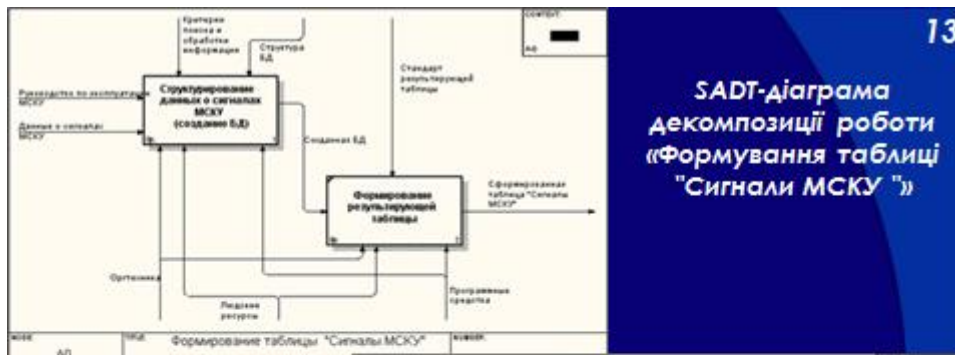 Критерии
поиска и
обработки
информации
Структура
БД
CONTEXT:
A0
Стандарт
результирующей
таблицы
Руководство по эксплуатации
МСКУ
Данные о сигналах
МСКУ
Структурирование
данных о сигналах
МСКУ
(создание БД)
Созданная БД
Формирование
результирующей
таблицы
Сформированная
таблица "Сигналы
МСКУ"
Оргтехника
Людские
ресурсы
Программные
средства
NODE:
TITLE:
Формирование таблицы "Сигналы МСКУ"
NUMBER:
13
SADT-діаграма
декомпозиції роботи
«Формування таблиці
"Сигнали МСКУ "»